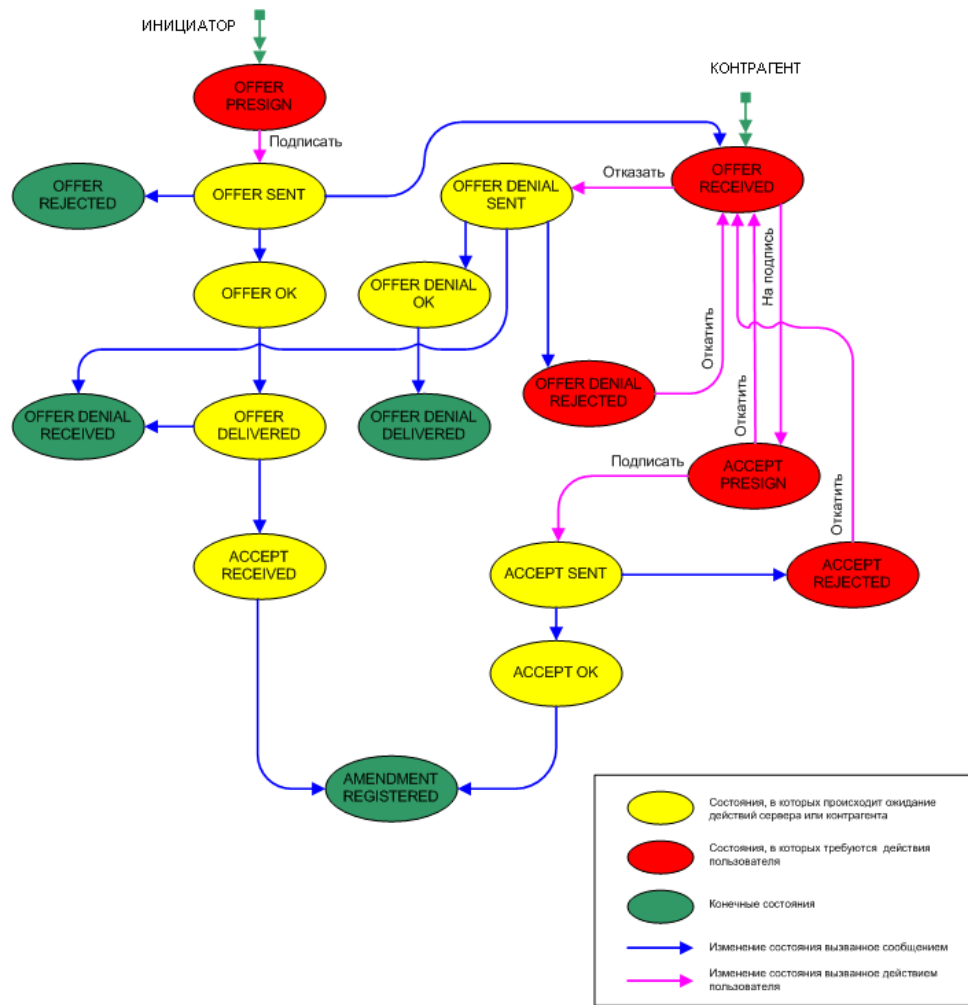 ИНИЦИАТОР
КОНТРАГЕНТ
OFFER
PRESIGN
Подписать
OFFER
RECEIVED
Отказать
OFFER
REJECTED
OFFER SENT
OFFER DENIAL
SENT
На подпись
OFFER OK
OFFER DENIAL
OK
Откатить
Откатить
OFFER DENIAL
REJECTED
OFFER DENIAL
RECEIVED
OFFER
DELIVERED
OFFER DENIAL
DELIVERED
Подписать
ACCEPT
PRESIGN
Откатить
ACCEPT
RECEIVED
ACCEPT SENT
ACCEPT
REJECTED
ACCEPT OK
AMENDMENT
REGISTERED
Состояния, в которых происходит ожидание
действий сервера или контрагента
Состояния, в которых требуются действия
пользователя
Конечные состояния
Изменение состояния вызванное сообщением
Изменение состояния вызванное действием
пользователя